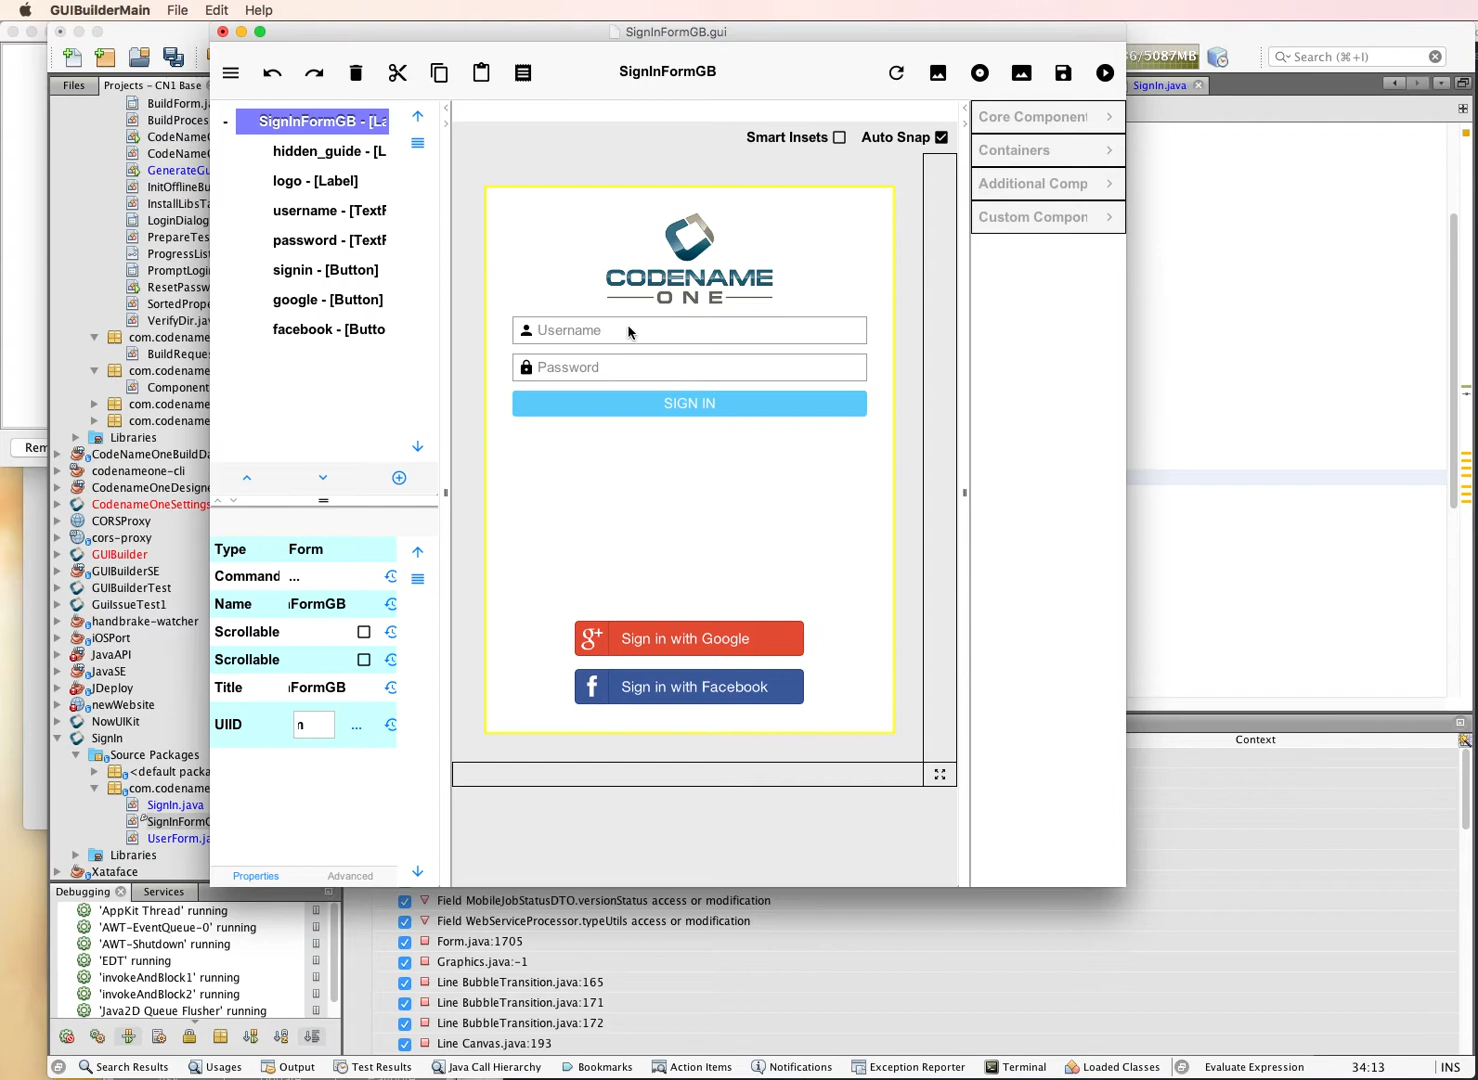 GUIBuilderMain File Edit Help
SignInFormGB.gui
SignInFormGB
6/5087MB
Search (⌘+I)
Files
Projects – CN1 Base
SignIn.java
BuildForm.j
BuildProces
CodeName
CodeName
GenerateGu
InitOfflineBu
InstallLibsTa
LoginDialog
PrepareTes
ProgressList
PromptLogi
ResetPassw
SortedPrope
VerifyDir.jav
com.codename
BuildReque
com.codename
Component
com.codename
com.codename
Libraries
CodeNameOneBuildDa
codenameone-cli
CodenameOneDesigne
CodenameOneSettings
CORSProxy
cors-proxy
GUIBuilder
GUIBuilderSE
GUIBuilderTest
GuiIssueTest1
handbrake-watcher
iOSPort
JavaAPI
JavaSE
JDeploy
newWebsite
NowUIKit
SignIn
Source Packages
<default packa
com.codename
SignIn.java
SignInFormG
UserForm.ja
Libraries
Xataface
Rem
- SignInFormGB - [La
hidden_guide - [L
logo - [Label]
username - [TextF
password - [TextF
signin - [Button]
google - [Button]
facebook - [Butto
Type Form
Command ...
Name FormGB
Scrollable
Scrollable
Title FormGB
UIID n ...
Properties Advanced
Smart Insets Auto Snap
CODENAME
ONE
Username
Password
SIGN IN
g+ Sign in with Google
f Sign in with Facebook
Core Component
Containers
Additional Comp
Custom Compon
Context
Debugging Services
'AppKit Thread' running
'AWT-EventQueue-0' running
'AWT-Shutdown' running
'EDT' running
'invokeAndBlock1' running
'invokeAndBlock2' running
'Java2D Queue Flusher' running
Field MobileJobStatusDTO.versionStatus access or modification
Field WebServiceProcessor.typeUtils access or modification
Form.java:1705
Graphics.java:-1
Line BubbleTransition.java:165
Line BubbleTransition.java:171
Line BubbleTransition.java:172
Line Canvas.java:193
Search Results Usages Output Test Results Java Call Hierarchy Bookmarks Action Items Notifications Exception Reporter Terminal Loaded Classes Evaluate Expression 34:13 INS